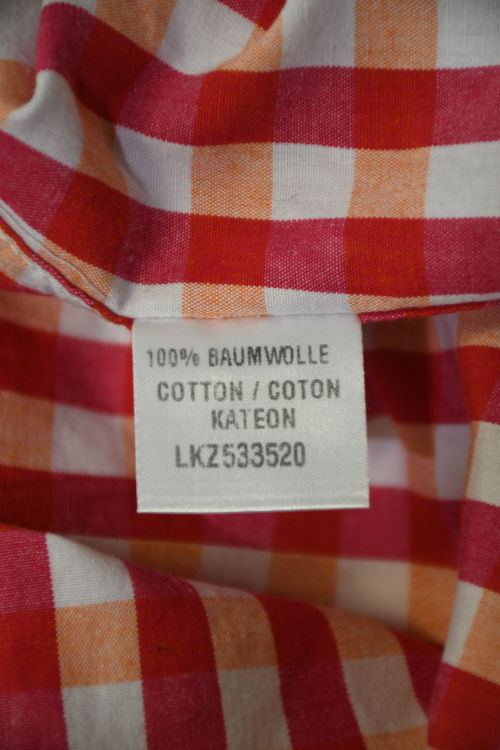 100% BAUMWOLLE
COTTON / COTON
KATEON
LKZ533520